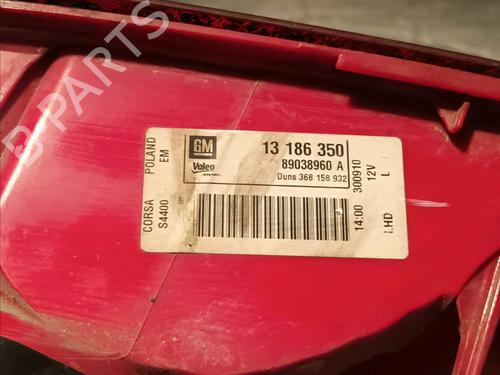 CORSA POLAND
S4400 EM
GM
Valeo
13 186 350
89038960 A
Duns 368 158 932
14:00 300910
12V
LHD L
B-PARTS